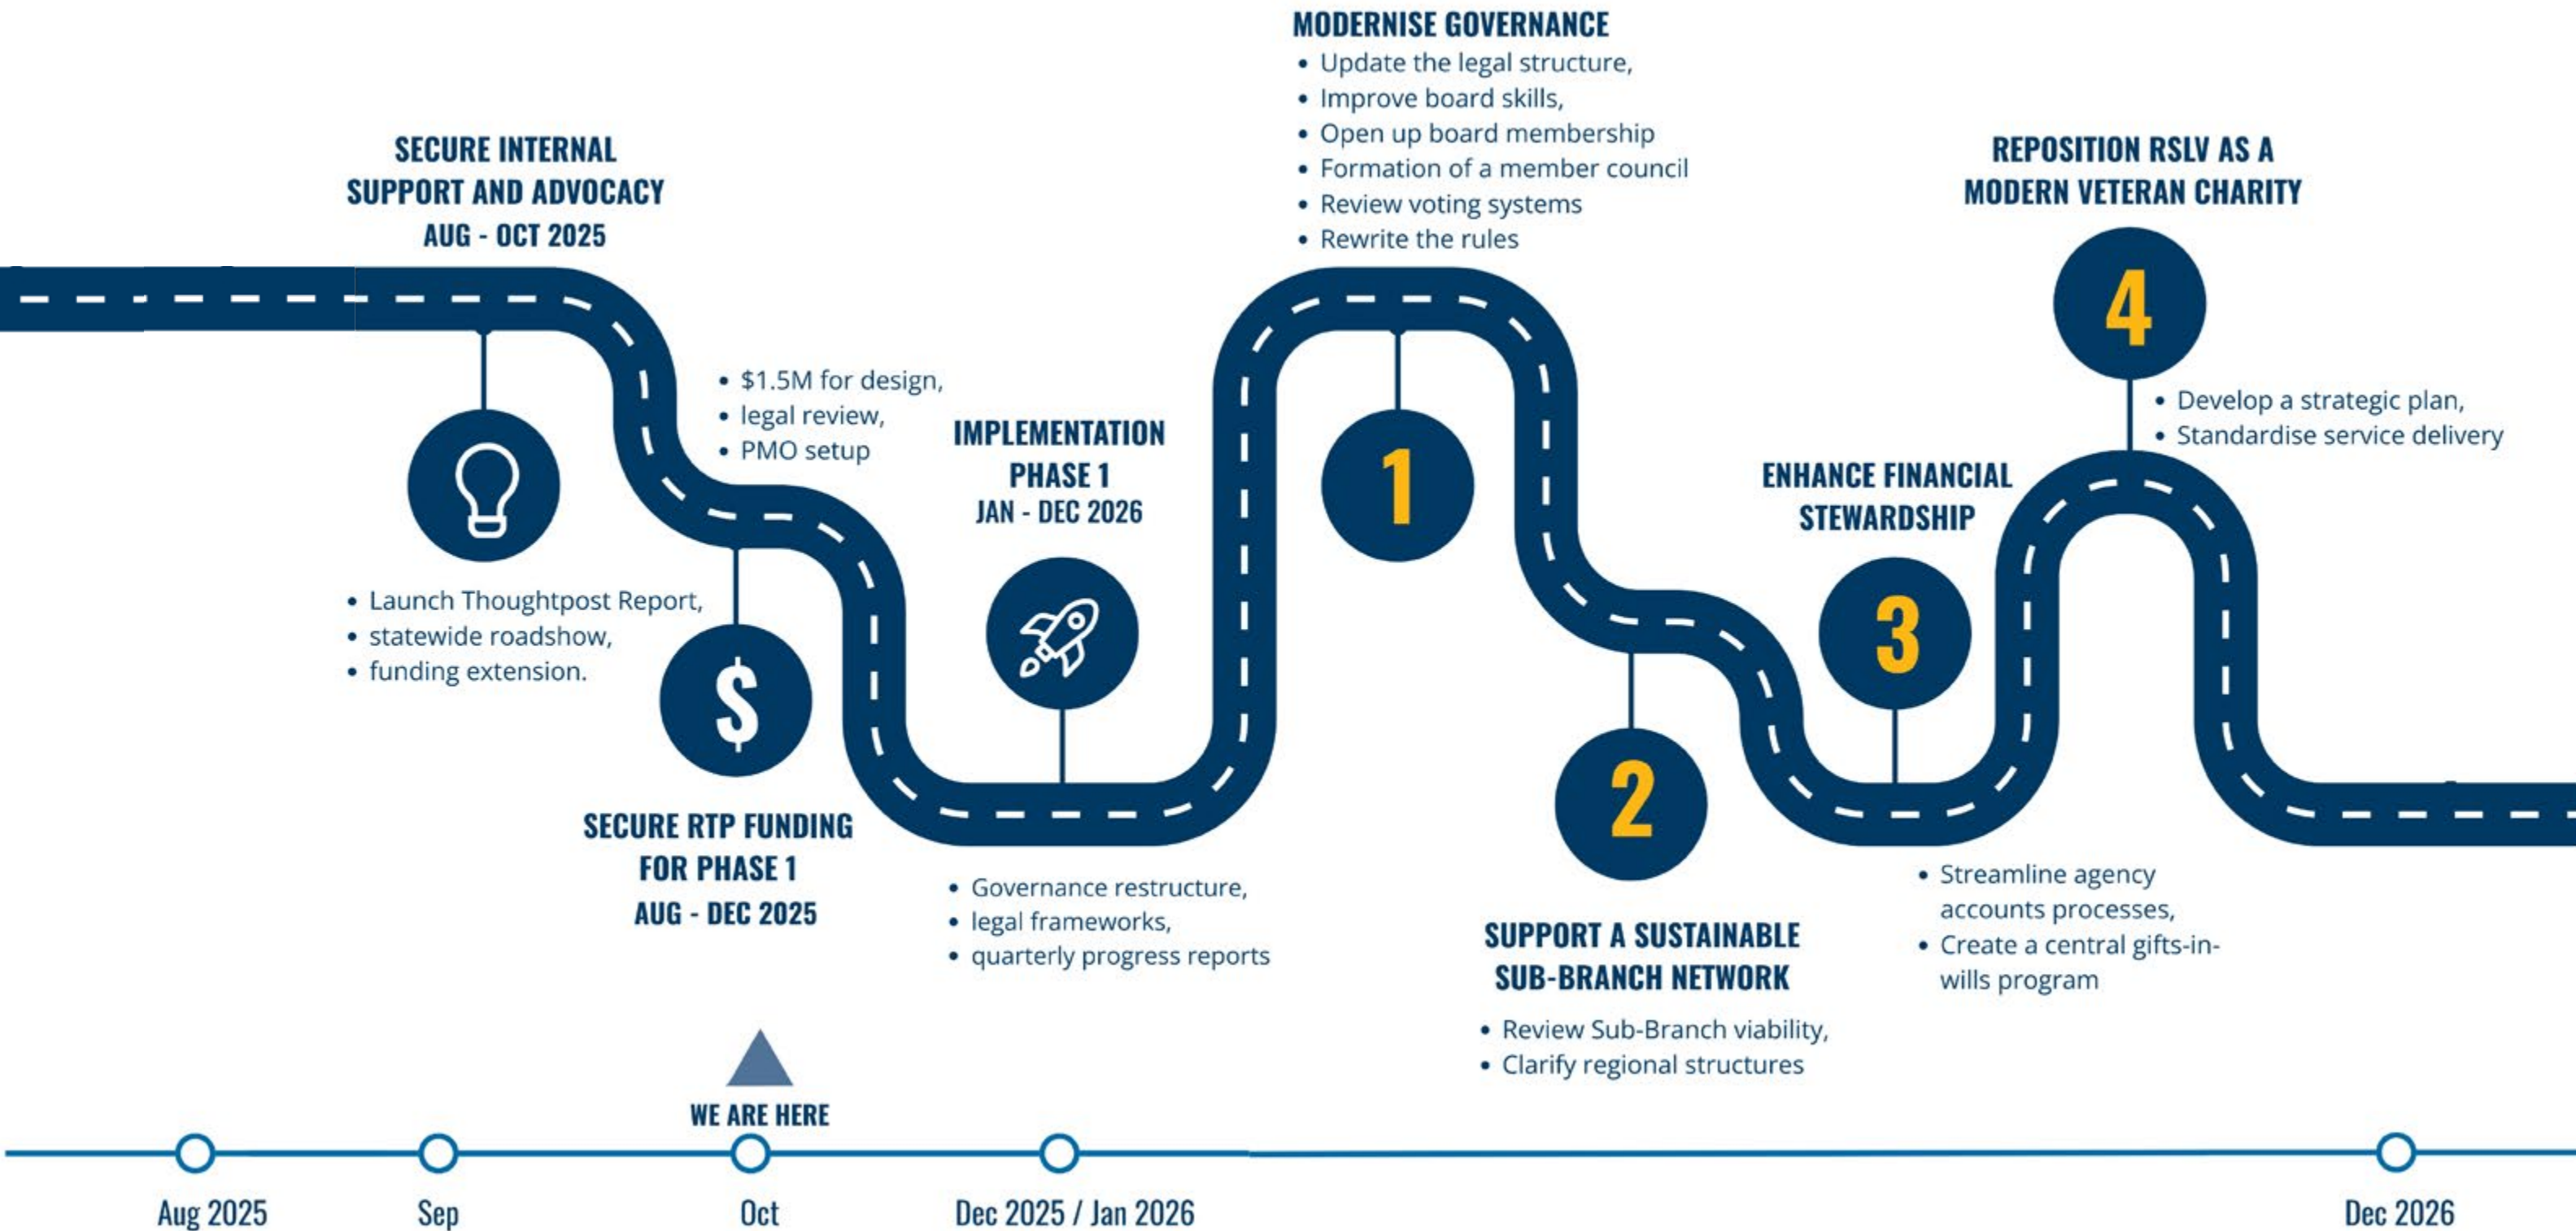 SECURE INTERNAL
SUPPORT AND ADVOCACY
AUG - OCT 2025
• Launch Thoughtpost Report,
• statewide roadshow,
• funding extension.
• $1.5M for design,
• legal review,
• PMO setup
$
SECURE RTP FUNDING
FOR PHASE 1
AUG - DEC 2025
IMPLEMENTATION
PHASE 1
JAN - DEC 2026
• Governance restructure,
• legal frameworks,
• quarterly progress reports
MODERNISE GOVERNANCE
• Update the legal structure,
• Improve board skills,
• Open up board membership
• Formation of a member council
• Review voting systems
• Rewrite the rules
1
2
SUPPORT A SUSTAINABLE
SUB-BRANCH NETWORK
• Review Sub-Branch viability,
• Clarify regional structures
ENHANCE FINANCIAL
STEWARDSHIP
3
• Streamline agency
accounts processes,
• Create a central gifts-in-
wills program
REPOSITION RSLV AS A
MODERN VETERAN CHARITY
4
• Develop a strategic plan,
• Standardise service delivery
WE ARE HERE
Aug 2025
Sep
Oct
Dec 2025 / Jan 2026
Dec 2026